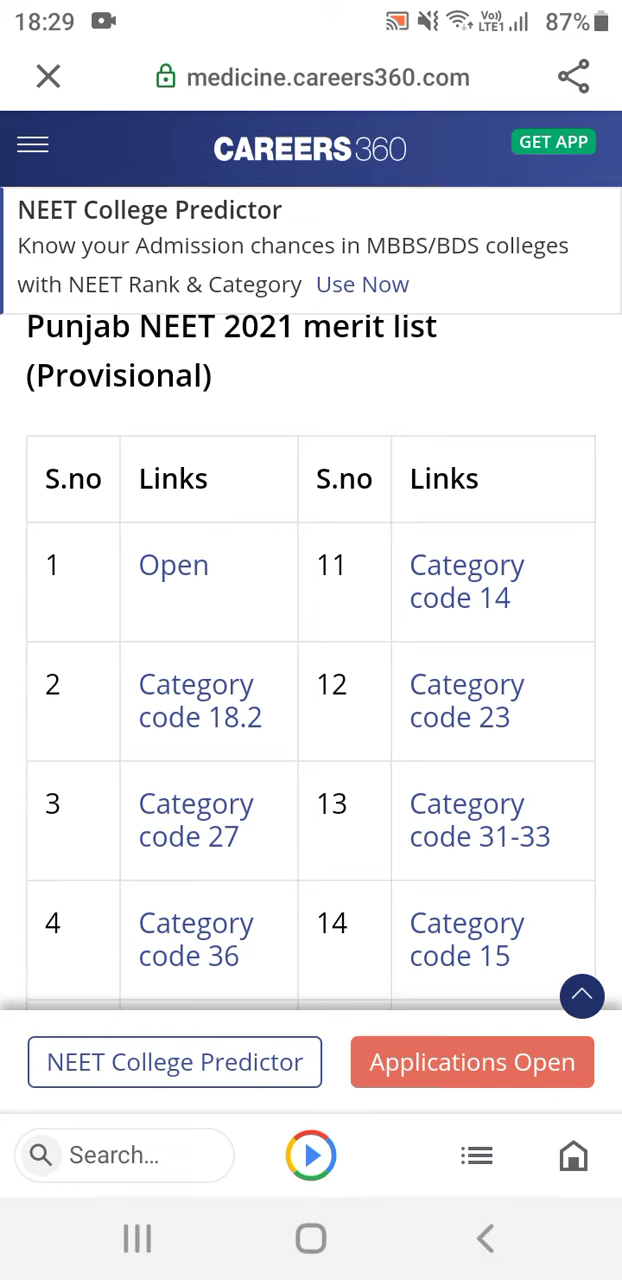 18:29
Vo)
LTE1
87%
medicine.careers360.com
CAREERS360
GET APP
NEET College Predictor
Know your Admission chances in MBBS/BDS colleges
with NEET Rank & Category Use Now
Punjab NEET 2021 merit list
(Provisional)
S.no Links S.no Links
1 Open 11 Category
code 14
2 Category 12 Category
code 18.2 code 23
3 Category 13 Category
code 27 code 31-33
4 Category 14 Category
code 36 code 15
NEET College Predictor Applications Open
Search...